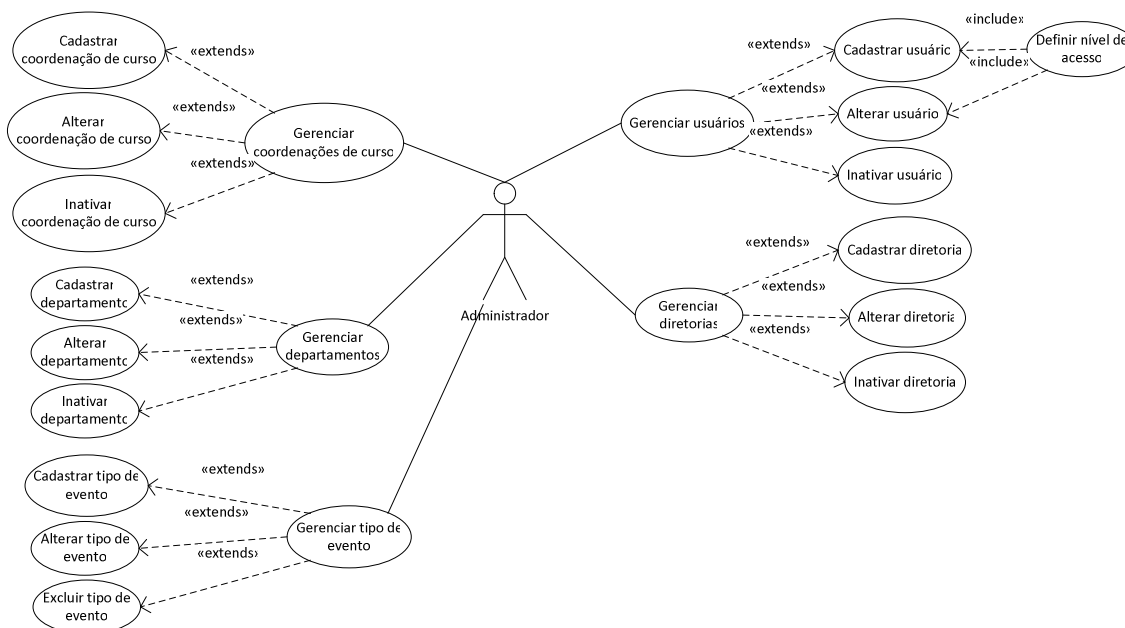 Cadastrar
coordenação de curso
«extends»
Alterar
coordenação de curso
«extends»
Gerenciar
coordenações de curso
«extends»
Inativar
coordenação de curso
Cadastrar
departamento
«extends»
Alterar
departamento
«extends»
Gerenciar
departamentos
«extends»
Inativar
departamento
Cadastrar tipo de
evento
«extends»
Alterar tipo de
evento
«extends»
Gerenciar tipo de
evento
«extends»
Excluir tipo de
evento
Administrador
Gerenciar usuários
«extends»
Cadastrar usuário
«include»
Definir nível de
acesso
«include»
«extends»
Alterar usuário
«extends»
Inativar usuário
Gerenciar
diretorias
«extends»
Cadastrar diretoria
«extends»
Alterar diretoria
«extends»
Inativar diretoria